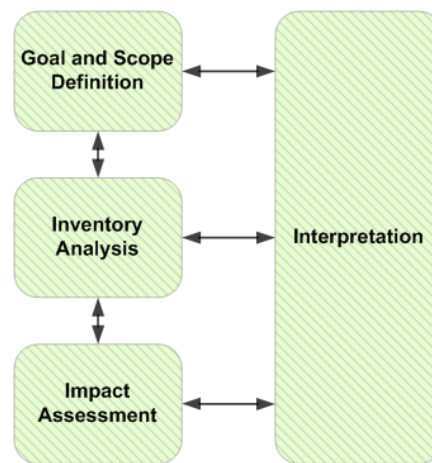 Goal and Scope
Definition
Inventory
Analysis
Interpretation
Impact
Assessment